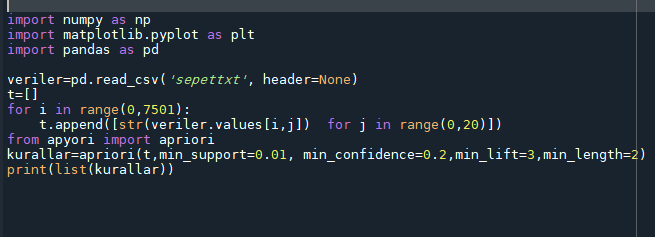 import numpy as np
import matplotlib.pyplot as plt
import pandas as pd
veriler=pd.read_csv('sepettxt', header=None)
t=[]
for i in range(0,7501):
    t.append([str(veriler.values[i,j])  for j in range(0,20)])
from apyori import apriori
kurallar=apriori(t,min_support=0.01, min_confidence=0.2,min_lift=3,min_length=2)
print(list(kurallar))